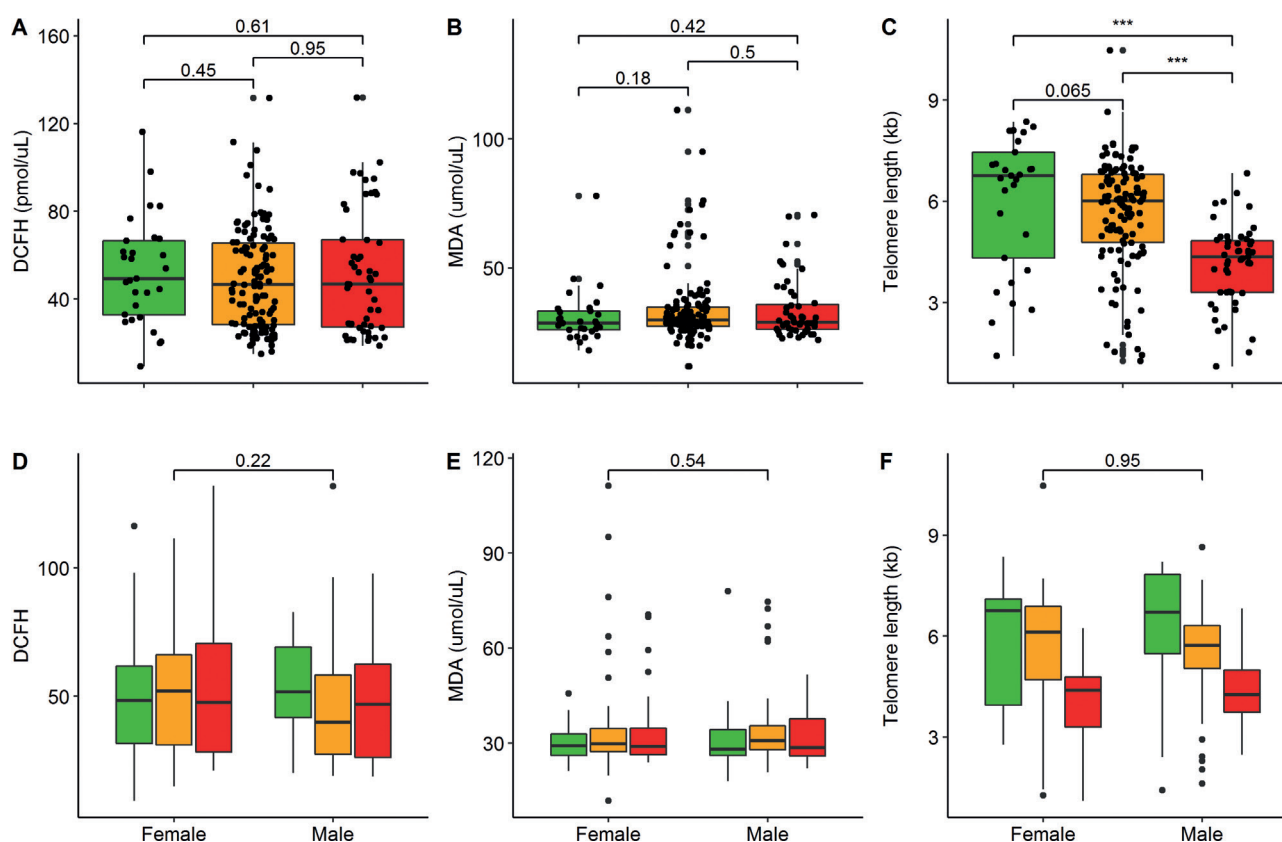 A
DCFH (pmol/uL)
160
120
80
40
0.61
0.95
0.45
B
MDA (umol/uL)
100
50
0.42
0.5
0.18
C
Telomere length (kb)
9
6
3
***
***
0.065
D
DCFH
100
50
0.22
Female
Male
E
MDA (umol/uL)
120
90
60
30
0.54
Female
Male
F
Telomere length (kb)
9
6
3
0.95
Female
Male